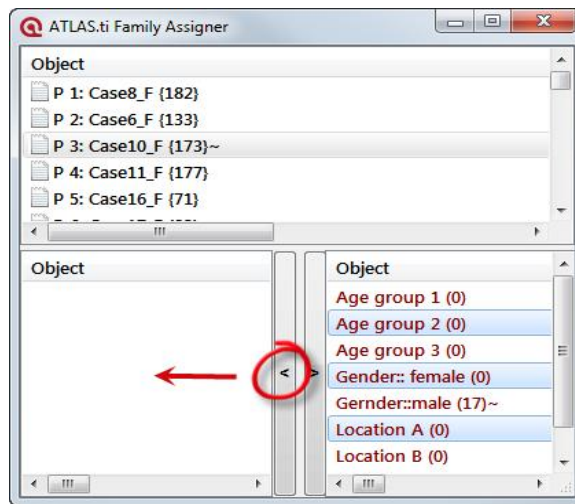 ATLAS.ti Family Assigner
Object
P 1: Case8_F {182}
P 2: Case6_F {133}
P 3: Case10_F {173}~
P 4: Case11_F {177}
P 5: Case16_F {71}
Object
< >
Object
Age group 1 (0)
Age group 2 (0)
Age group 3 (0)
Gender:: female (0)
Gernder::male (17)~
Location A (0)
Location B (0)